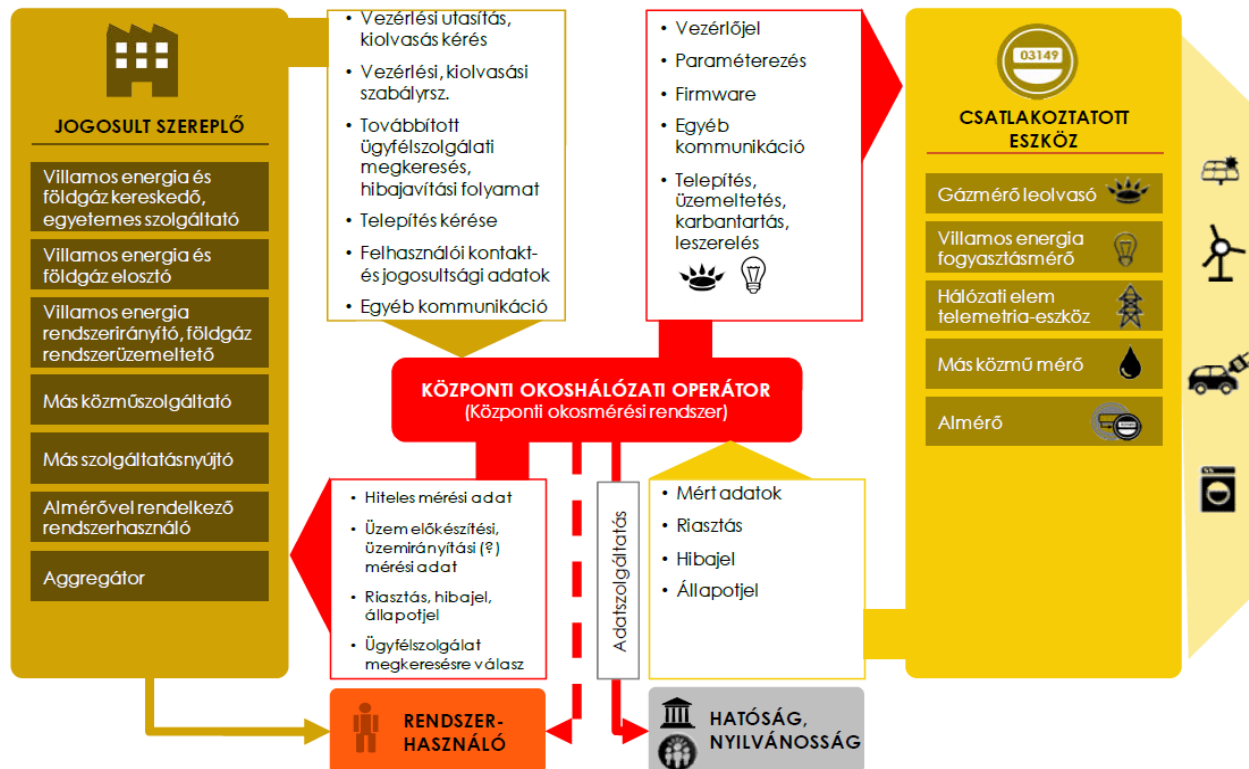 JOGOSULT SZEREPLŐ
Villamos energia és
földgáz kereskedő,
egyetemes szolgáltató
Villamos energia és
földgáz elosztó
Villamos energia
rendszerirányító, földgáz
rendszerüzemeltető
Más közműszolgáltató
Más szolgáltatásnyújtó
Almérővel rendelkező
rendszerhasználó
Aggregátor
• Vezérlési utasítás,
kiolvasás kérés
• Vezérlési, kiolvasási
szabályrsz.
• Továbbított
ügyfélszolgálati
megkeresés,
hibajavítási folyamat
• Telepítés kérése
• Felhasználói kontakt-
és jogosultsági adatok
• Egyéb kommunikáció
• Vezérlőjel
• Paraméterezés
• Firmware
• Egyéb
kommunikáció
• Telepítés,
üzemeltetés,
karbantartás,
leszerelés
03149
CSATLAKOZTATOTT
ESZKÖZ
Gázmérő leolvasó
Villamos energia
fogyasztásmérő
Hálózati elem
telemetria-eszköz
Más közmű mérő
Almérő
KÖZPONTI OKOSHÁLÓZATI OPERÁTOR
(Központi okosmérési rendszer)
• Hiteles mérési adat
• Üzem előkészítési,
üzemirányítási (?)
mérési adat
• Riasztás, hibajel,
állapotjel
• Ügyfélszolgálat
megkeresésre válasz
Adatszolgáltatás
• Mért adatok
• Riasztás
• Hibajel
• Állapotjel
RENDSZER-
HASZNÁLÓ
HATÓSÁG,
NYILVÁNOSSÁG